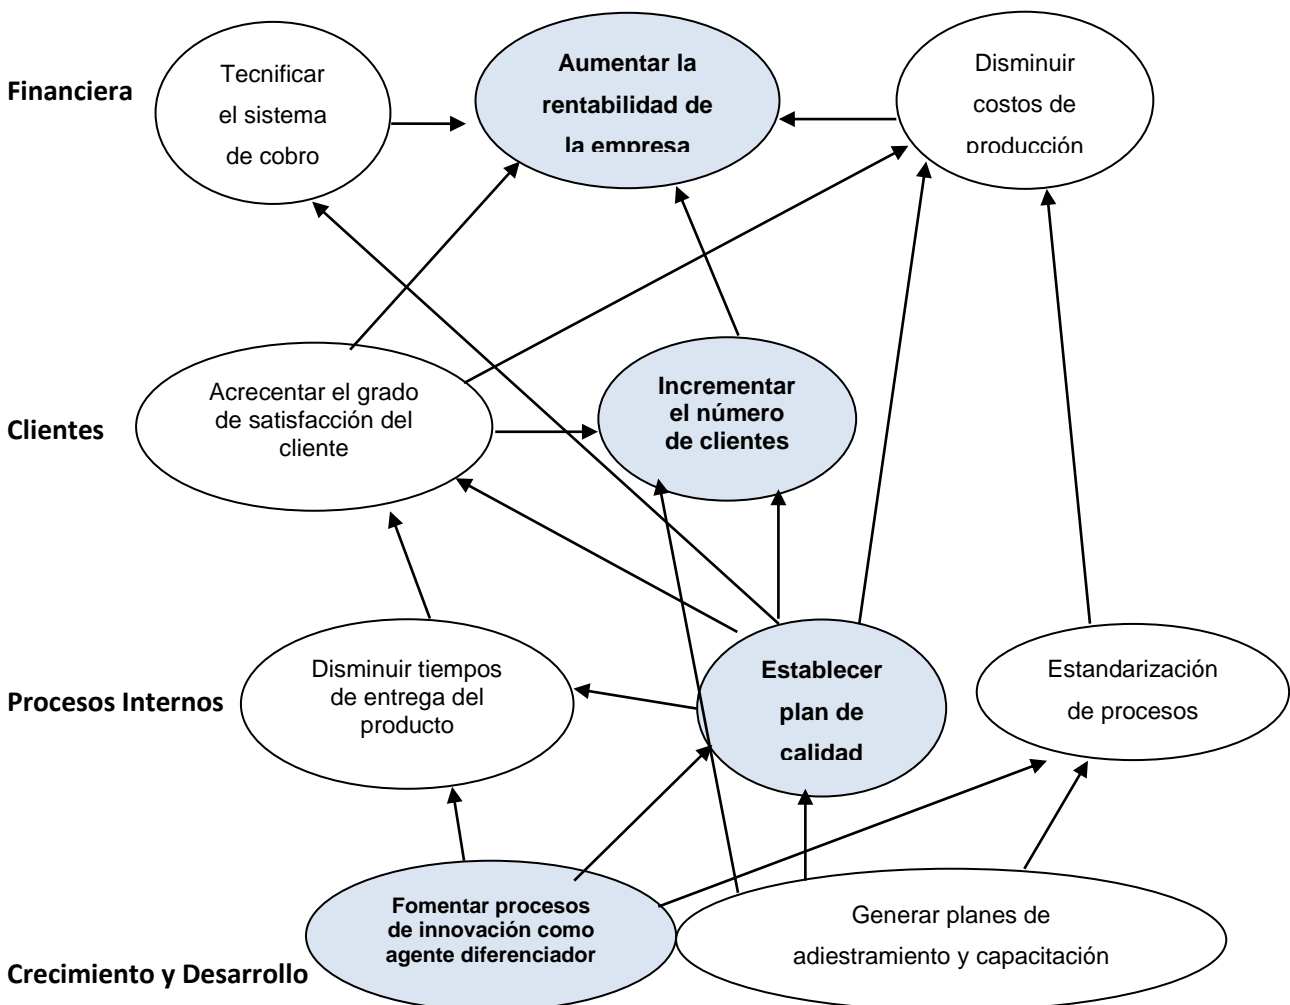 Financiera
Tecnificar
el sistema
de cobro
Aumentar la
rentabilidad de
la empresa
Disminuir
costos de
producción
Clientes
Acrecentar el grado
de satisfacción del
cliente
Incrementar
el número
de clientes
Procesos Internos
Disminuir tiempos
de entrega del
producto
Establecer
plan de
calidad
Estandarización
de procesos
Crecimiento y Desarrollo
Fomentar procesos
de innovación como
agente diferenciador
Generar planes de
adiestramiento y capacitación